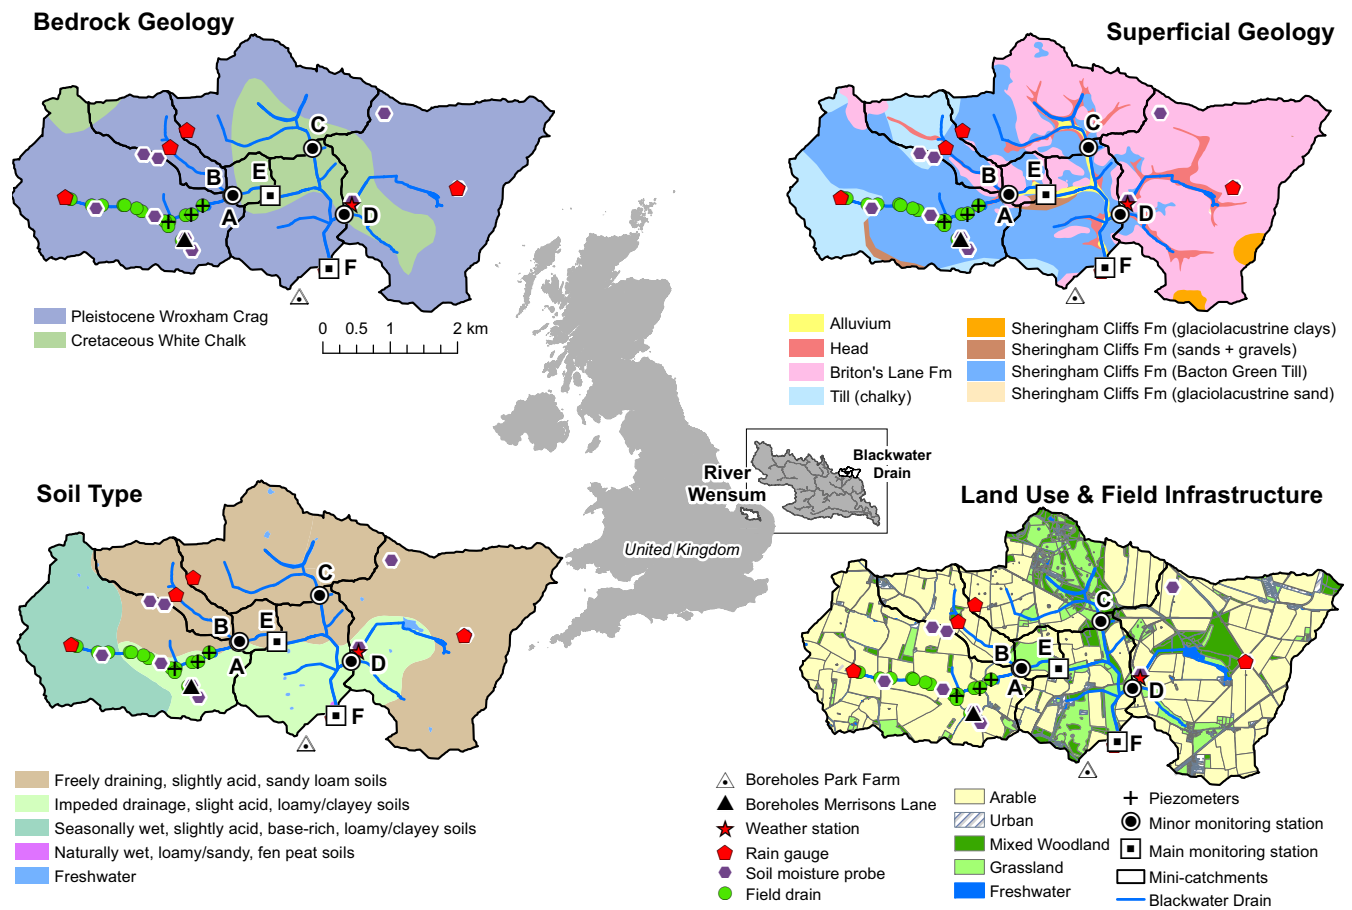 Bedrock Geology
C
B
E
A
D
F
Pleistocene Wroxham Crag
Cretaceous White Chalk
0 0.5 1 2 km
Superficial Geology
C
B
E
A
D
F
Alluvium
Head
Briton's Lane Fm
Till (chalky)
Sheringham Cliffs Fm (glaciolacustrine clays)
Sheringham Cliffs Fm (sands + gravels)
Sheringham Cliffs Fm (Bacton Green Till)
Sheringham Cliffs Fm (glaciolacustrine sand)
River
Wensum
Blackwater
Drain
United Kingdom
Soil Type
C
B
E
A
D
F
Freely draining, slightly acid, sandy loam soils
Impeded drainage, slight acid, loamy/clayey soils
Seasonally wet, slightly acid, base-rich, loamy/clayey soils
Naturally wet, loamy/sandy, fen peat soils
Freshwater
Land Use & Field Infrastructure
C
B
E
A
D
F
Boreholes Park Farm
Boreholes Merrisons Lane
Weather station
Rain gauge
Soil moisture probe
Field drain
Arable
Urban
Mixed Woodland
Grassland
Freshwater
Piezometers
Minor monitoring station
Main monitoring station
Mini-catchments
Blackwater Drain